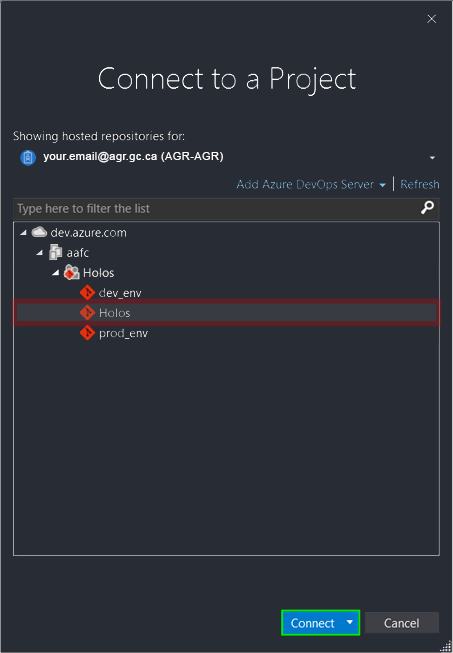 Connect to a Project
Showing hosted repositories for:
your.email@agr.gc.ca (AGR-AGR)
Add Azure DevOps Server Refresh
Type here to filter the list
dev.azure.com
aafc
Holos
dev_env
Holos
prod_env
Connect Cancel